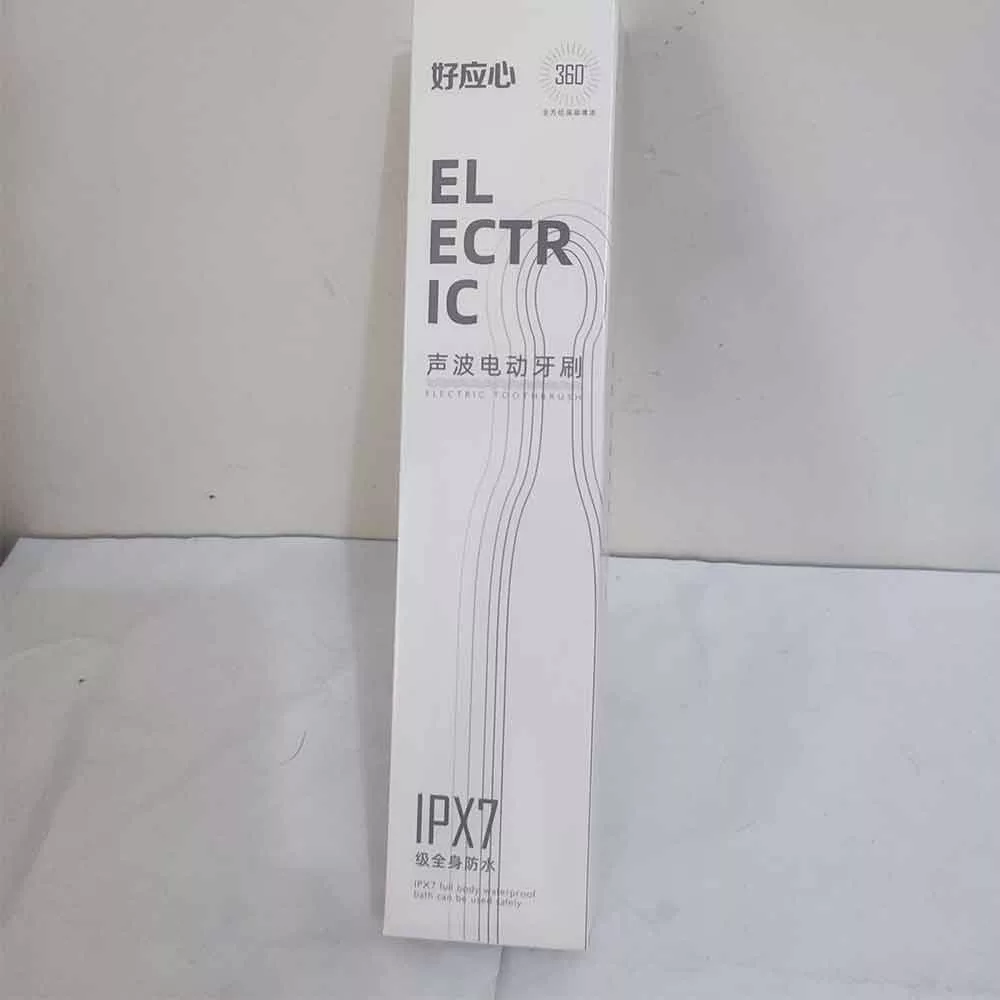 好应心
360
EL
ECTR
IC
声波电动牙刷
ELECTRIC TOOTHBRUSH
IPX7
级全身防水
IPX7 full body waterproof
bath can be used safely